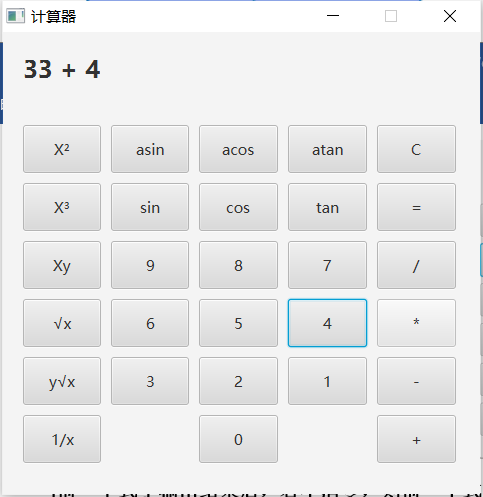 计算器
33 + 4
X² asin acos atan C
X³ sin cos tan =
Xy 9 8 7 /
√x 6 5 4 *
y√x 3 2 1 -
1/x 0 +